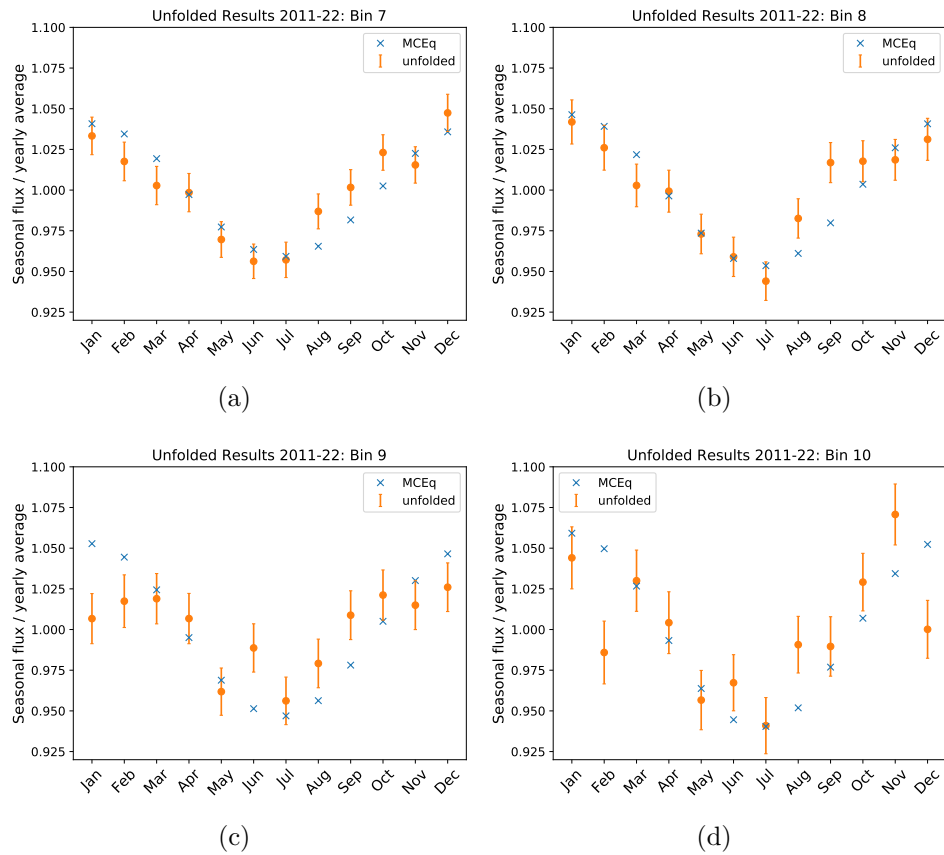 Unfolded Results 2011-22: Bin 7
Seasonal flux / yearly average
1.100
1.075
1.050
1.025
1.000
0.975
0.950
0.925
MCEq
unfolded
Jan Feb Mar Apr May Jun Jul Aug Sep Oct Nov Dec
(a)
Unfolded Results 2011-22: Bin 8
Seasonal flux / yearly average
1.100
1.075
1.050
1.025
1.000
0.975
0.950
0.925
MCEq
unfolded
Jan Feb Mar Apr May Jun Jul Aug Sep Oct Nov Dec
(b)
Unfolded Results 2011-22: Bin 9
Seasonal flux / yearly average
1.100
1.075
1.050
1.025
1.000
0.975
0.950
0.925
MCEq
unfolded
Jan Feb Mar Apr May Jun Jul Aug Sep Oct Nov Dec
(c)
Unfolded Results 2011-22: Bin 10
Seasonal flux / yearly average
1.100
1.075
1.050
1.025
1.000
0.975
0.950
0.925
MCEq
unfolded
Jan Feb Mar Apr May Jun Jul Aug Sep Oct Nov Dec
(d)